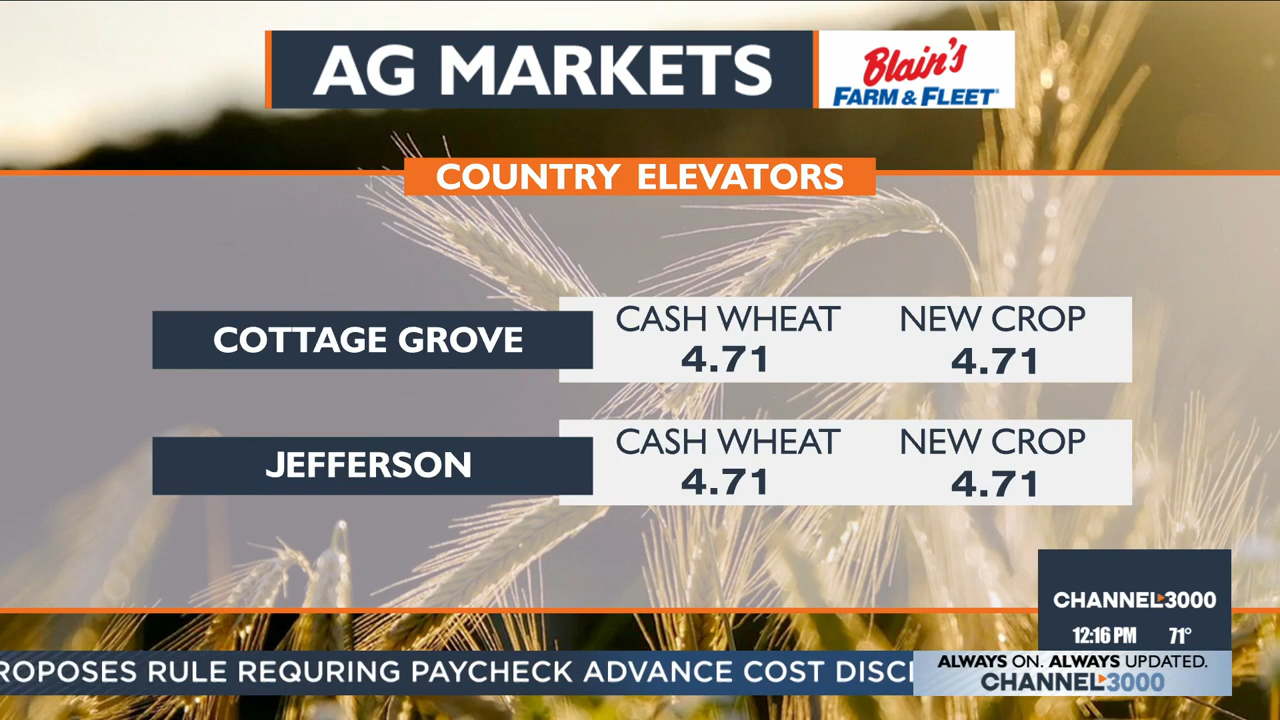 AG MARKETS
Blain's
FARM & FLEET
COUNTRY ELEVATORS
COTTAGE GROVE
CASH WHEAT NEW CROP
4.71 4.71
JEFFERSON
CASH WHEAT NEW CROP
4.71 4.71
CHANNEL3000
12:16 PM 71°
ROPOSES RULE REQURING PAYCHECK ADVANCE COST DISCL
ALWAYS ON. ALWAYS UPDATED.
CHANNEL3000